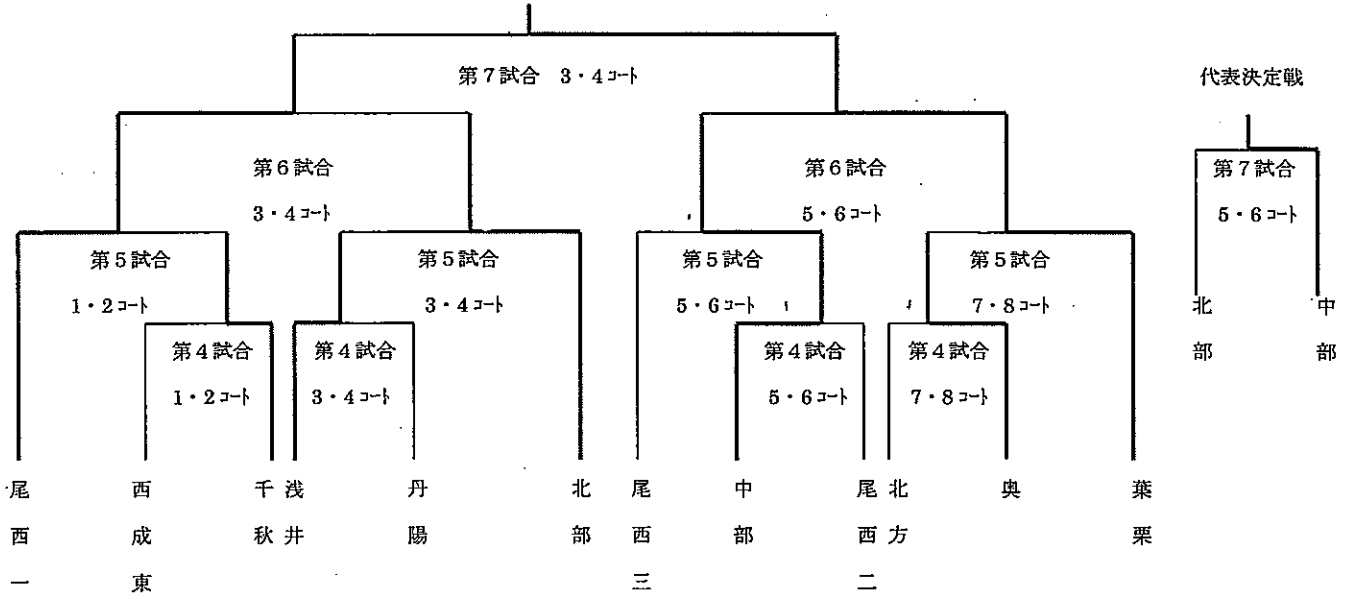 第7試合 3・4コート
代表決定戦
第6試合
3・4コート
第6試合
5・6コート
第7試合
5・6コート
第5試合
1・2コート
第5試合
3・4コート
第5試合
5・6コート
第5試合
7・8コート
北部
中部
第4試合
1・2コート
第4試合
3・4コート
第4試合
5・6コート
第4試合
7・8コート
尾西一
西成東
千秋
浅井
丹陽
北部
尾西三
中部
尾西二
北方
奥
葉栗